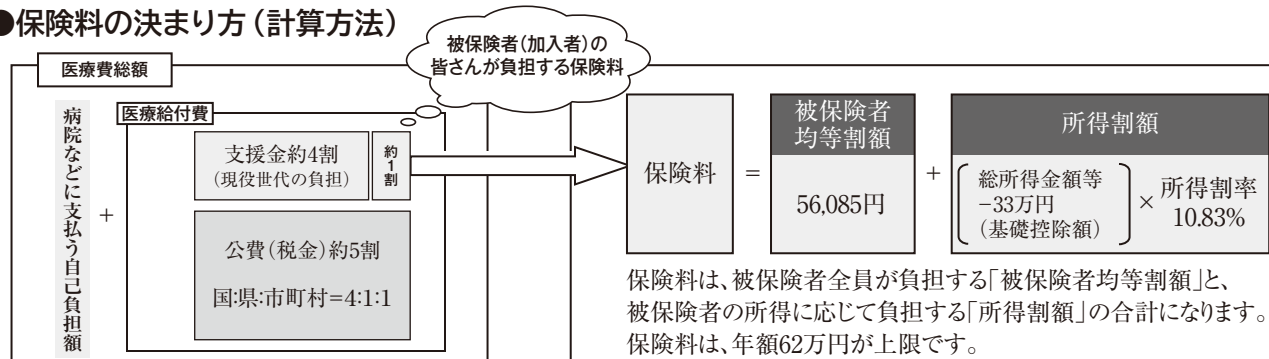 ●保険料の決まり方（計算方法）
被保険者（加入者）の
皆さんが負担する保険料
医療費総額
病院などに支払う自己負担額
+
医療給付費
支援金約4割
（現役世代の負担）
約1割
公費（税金）約5割
国:県:市町村=4:1:1
保険料
=
被保険者
均等割額
56,085円
+
所得割額
総所得金額等
−33万円
（基礎控除額）
×
所得割率
10.83%
保険料は、被保険者全員が負担する「被保険者均等割額」と、
被保険者の所得に応じて負担する「所得割額」の合計になります。
保険料は、年額62万円が上限です。